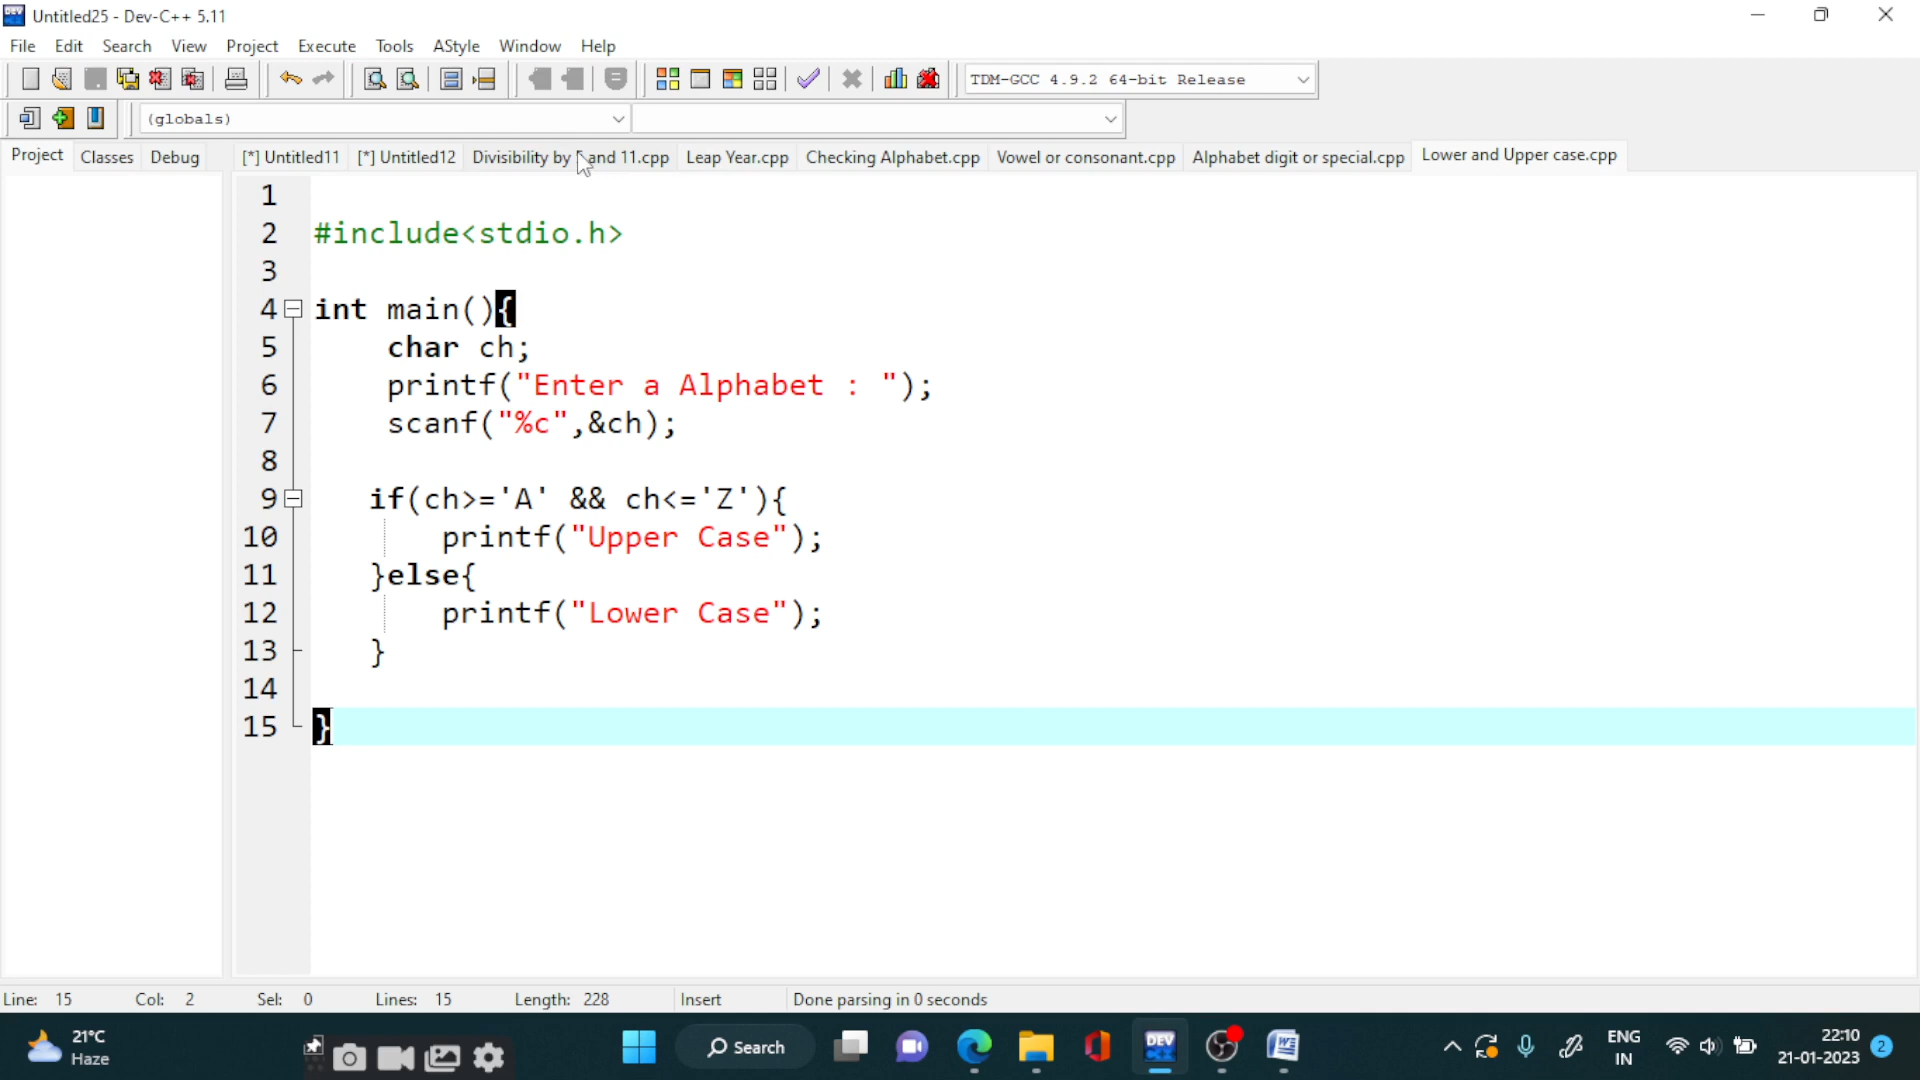 Untitled25 - Dev-C++ 5.11
File Edit Search View Project Execute Tools AStyle Window Help
TDM-GCC 4.9.2 64-bit Release
(globals)
Project Classes Debug [*] Untitled11 [*] Untitled12 Divisibility by 5 and 11.cpp Leap Year.cpp Checking Alphabet.cpp Vowel or consonant.cpp Alphabet digit or special.cpp Lower and Upper case.cpp
1
2 #include<stdio.h>
3
4 int main(){
5 char ch;
6 printf("Enter a Alphabet : ");
7 scanf("%c",&ch);
8
9 if(ch>='A' && ch<='Z'){
10 printf("Upper Case");
11 }else{
12 printf("Lower Case");
13 }
14
15 }
Line: 15 Col: 2 Sel: 0 Lines: 15 Length: 228 Insert Done parsing in 0 seconds
21°C
Haze
Search
DEV
C++
ENG
IN
22:10
21-01-2023
2